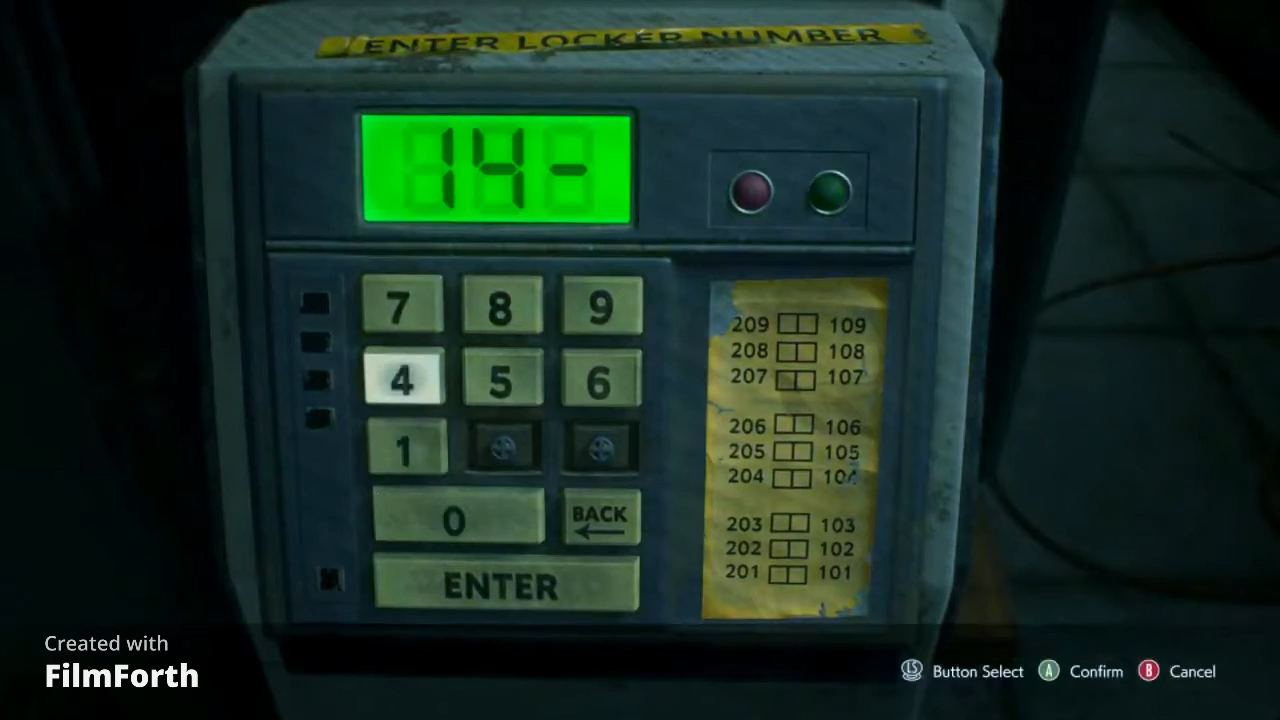 ENTER LOCKER NUMBER
14-
7 8 9
4 5 6
1
0 BACK
ENTER
209 109
208 108
207 107
206 106
205 105
204 104
203 103
202 102
201 101
Created with
FilmForth
LS Button Select A Confirm B Cancel